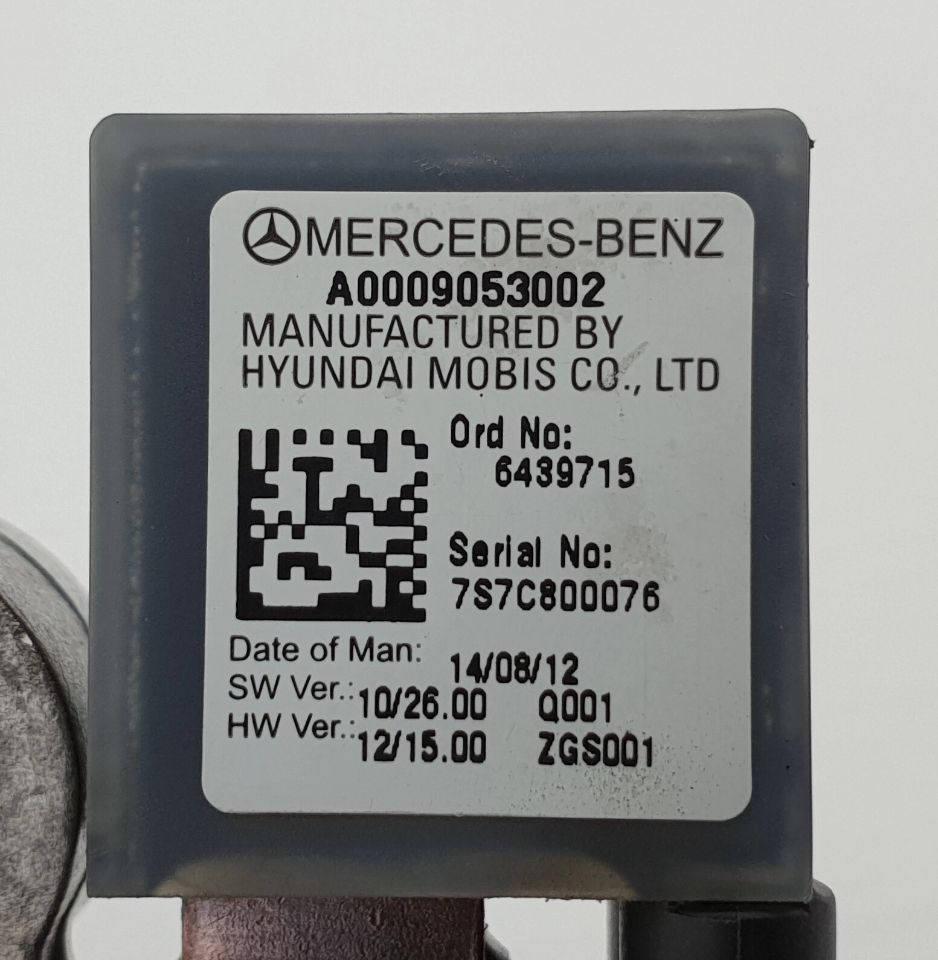 MERCEDES-BENZ
A0009053002
MANUFACTURED BY
HYUNDAI MOBIS CO., LTD
Ord No:
6439715
Serial No:
7S7C800076
Date of Man: 14/08/12
SW Ver.: 10/26.00 Q001
HW Ver.: 12/15.00 ZGS001